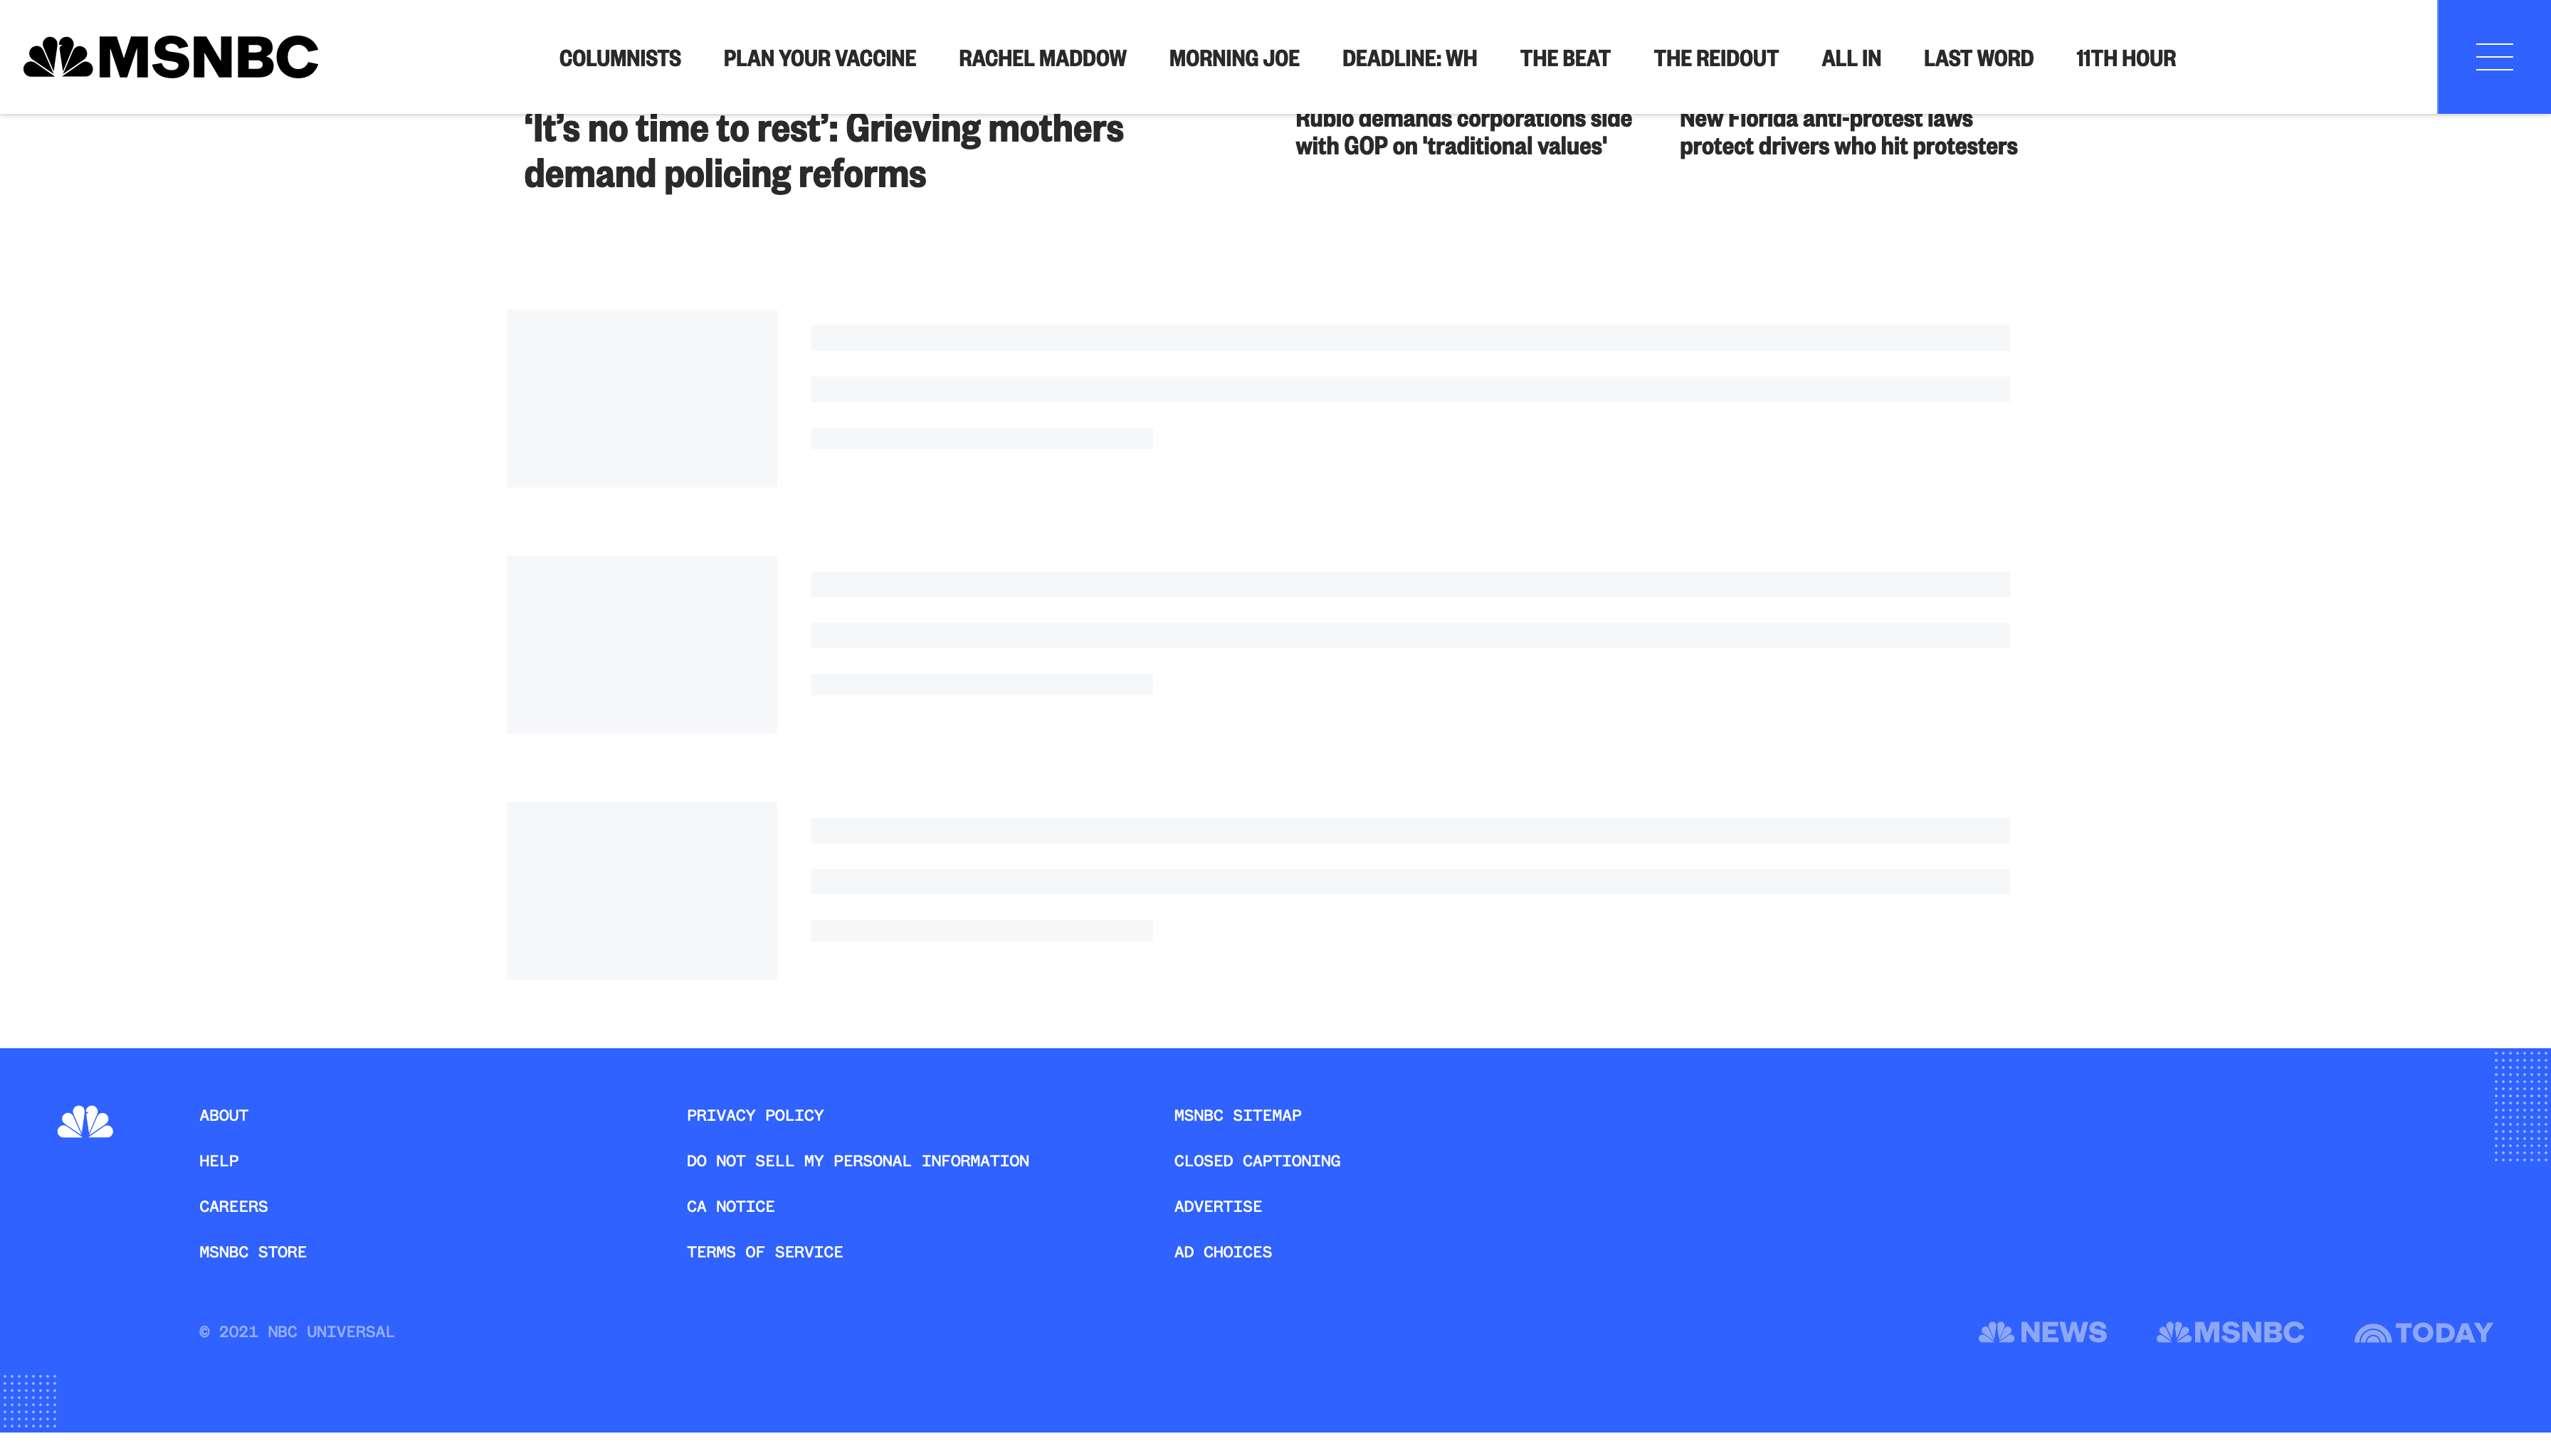 MSNBC
COLUMNISTS
PLAN YOUR VACCINE
RACHEL MADDOW
MORNING JOE
DEADLINE: WH
THE BEAT
THE REIDOUT
ALL IN
LAST WORD
11TH HOUR
‘It’s no time to rest’: Grieving mothers
demand policing reforms
Rubio demands corporations side
with GOP on 'traditional values'
New Florida anti-protest laws
protect drivers who hit protesters
ABOUT
HELP
CAREERS
MSNBC STORE
PRIVACY POLICY
DO NOT SELL MY PERSONAL INFORMATION
CA NOTICE
TERMS OF SERVICE
MSNBC SITEMAP
CLOSED CAPTIONING
ADVERTISE
AD CHOICES
© 2021 NBC UNIVERSAL
NEWS
MSNBC
TODAY